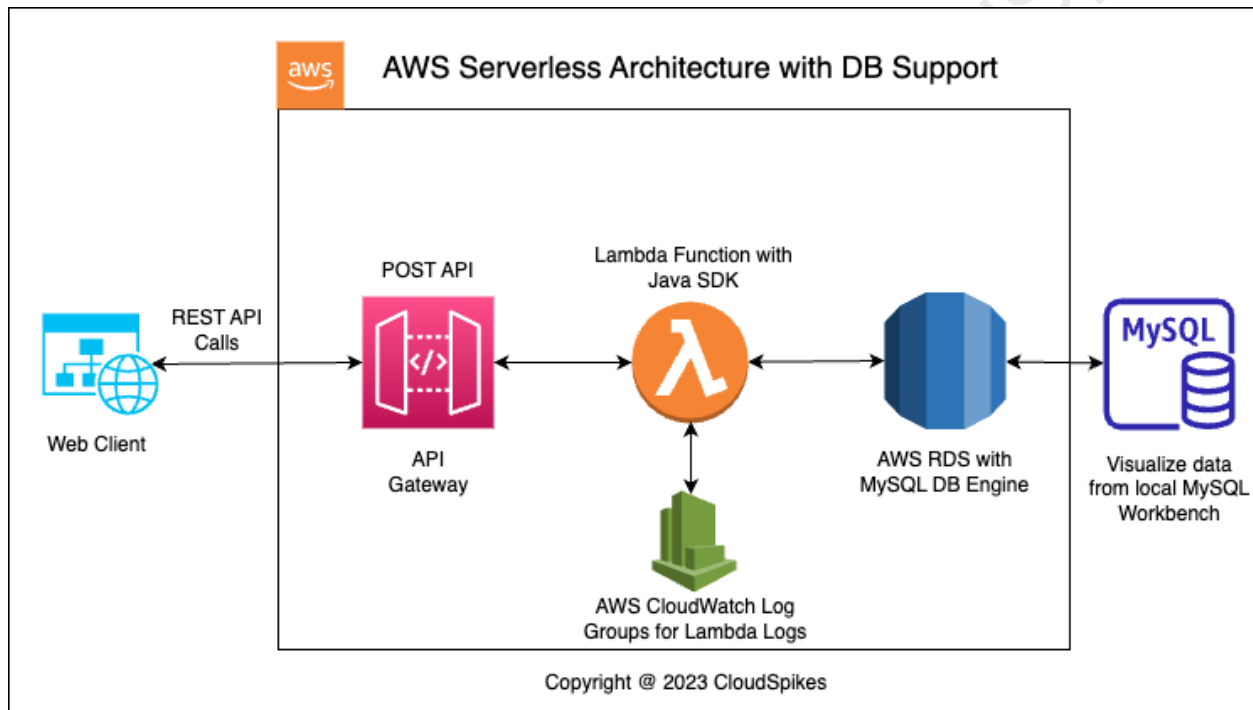 aws
AWS Serverless Architecture with DB Support
REST API
Calls
Web Client
POST API
</>
API
Gateway
Lambda Function with
Java SDK
λ
AWS CloudWatch Log
Groups for Lambda Logs
AWS RDS with
MySQL DB Engine
MySQL
Visualize data
from local MySQL
Workbench
Copyright @ 2023 CloudSpikes